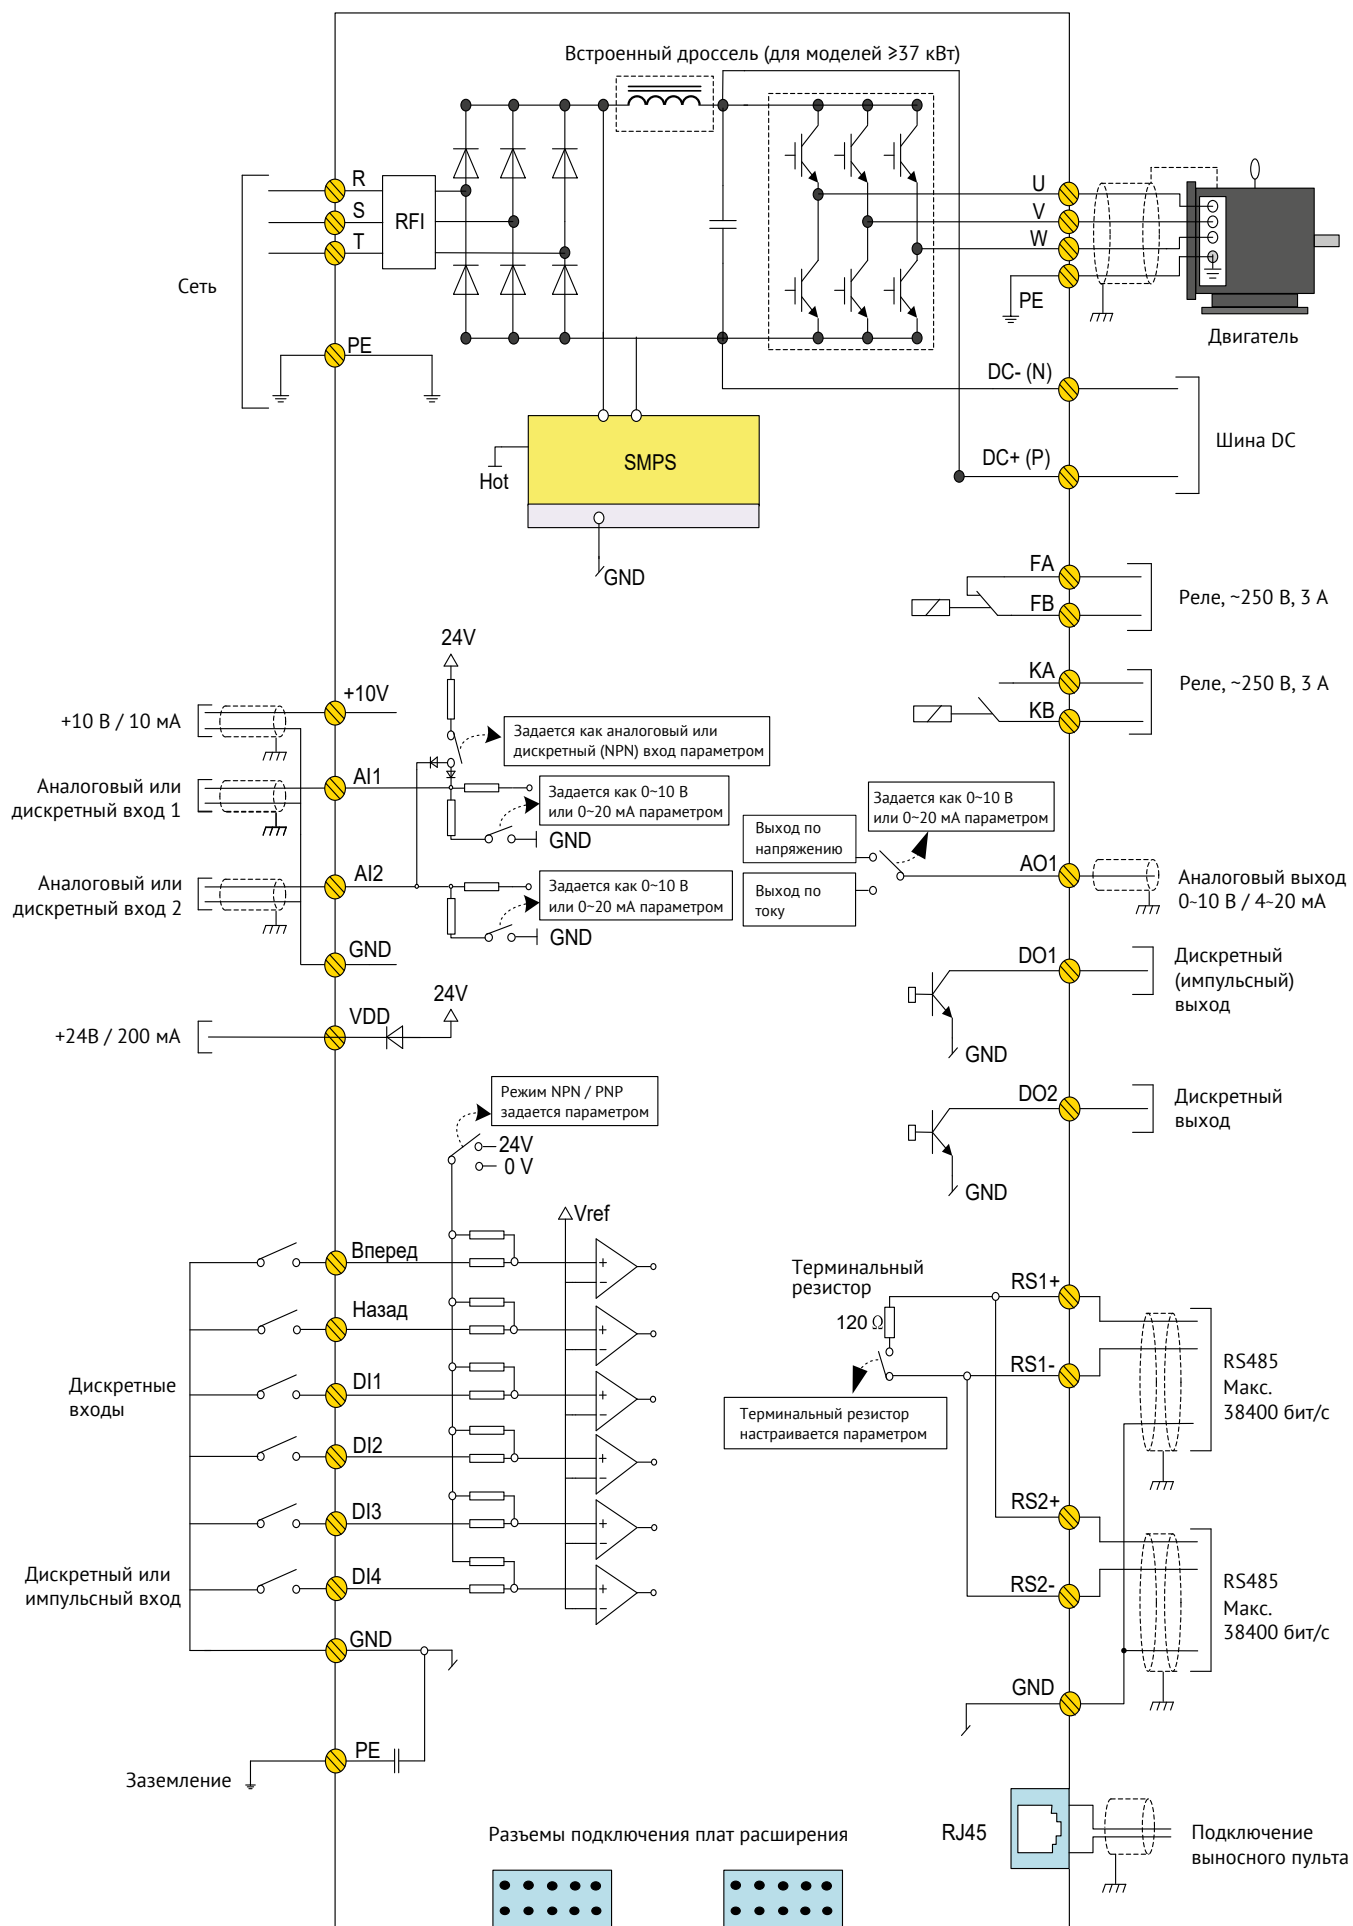 Встроенный дроссель (для моделей ⩾37 кВт)
R
S
T
RFI
Сеть
PE
U
V
W
PE
Двигатель
DC- (N)
DC+ (P)
Шина DC
SMPS
Hot
GND
FA
FB
Реле, ~250 В, 3 А
KA
KB
Реле, ~250 В, 3 А
24V
+10V
+10 В / 10 мА
Задается как аналоговый или
дискретный (NPN) вход параметром
Аналоговый или
дискретный вход 1
AI1
Задается как 0~10 В
или 0~20 мА параметром
GND
Аналоговый или
дискретный вход 2
AI2
Задается как 0~10 В
или 0~20 мА параметром
GND
GND
Задается как 0~10 В
или 0~20 мА параметром
Выход по
напряжению
Выход по
току
AO1
Аналоговый выход
0~10 В / 4~20 мА
DO1
Дискретный
(импульсный)
выход
GND
24V
VDD
+24В / 200 мА
DO2
Дискретный
выход
GND
Режим NPN / PNP
задается параметром
24V
0 V
Vref
Вперед
Назад
DI1
DI2
DI3
DI4
Дискретные
входы
Дискретный или
импульсный вход
GND
PE
Заземление
Терминальный
резистор
120 Ω
RS1+
RS1-
Терминальный резистор
настраивается параметром
RS485
Макс.
38400 бит/с
RS2+
RS2-
RS485
Макс.
38400 бит/с
GND
RJ45
Подключение
выносного пульта
Разъемы подключения плат расширения